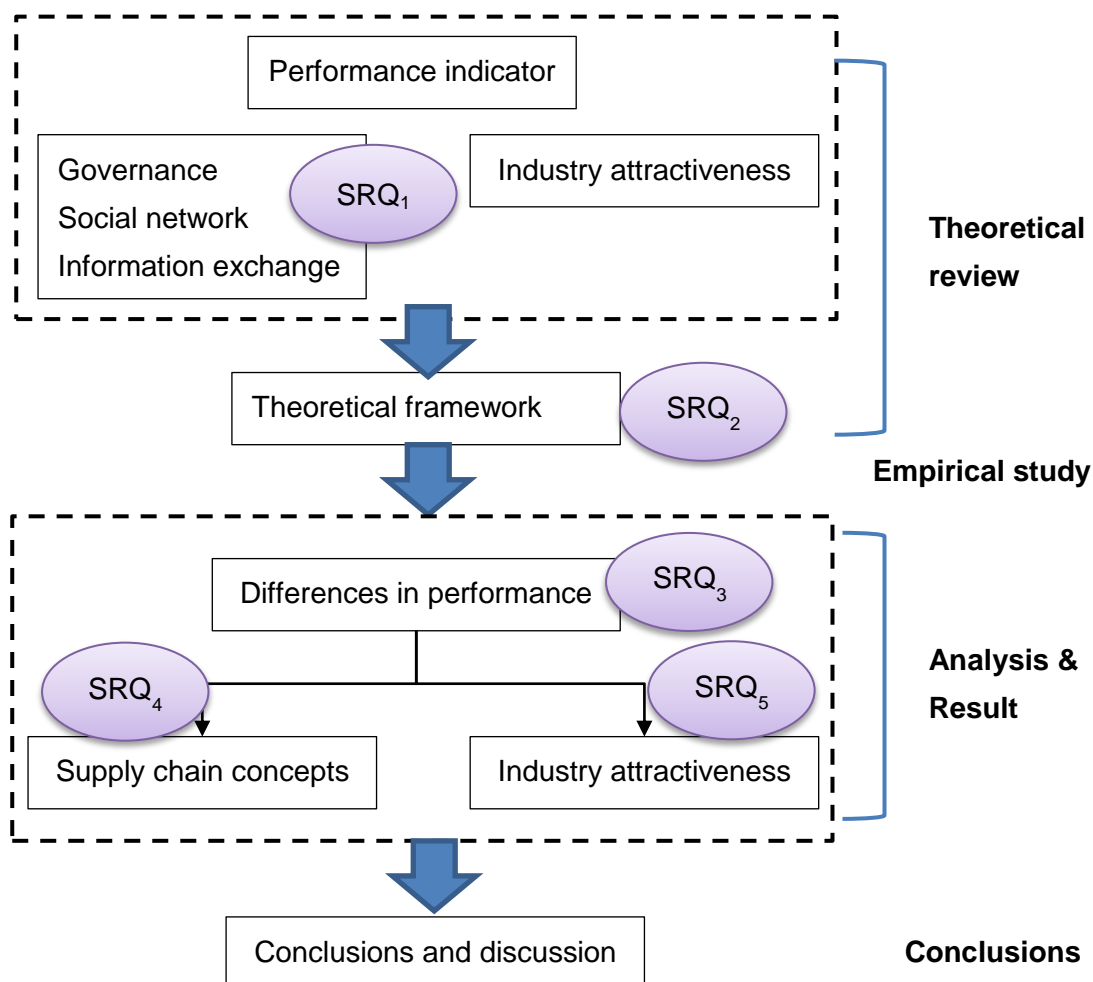 Performance indicator
Governance
Social network
Information exchange
SRQ₁
Industry attractiveness
Theoretical
review
Theoretical framework
SRQ₂
Empirical study
Differences in performance
SRQ₃
SRQ₄
SRQ₅
Analysis &
Result
Supply chain concepts
Industry attractiveness
Conclusions and discussion
Conclusions